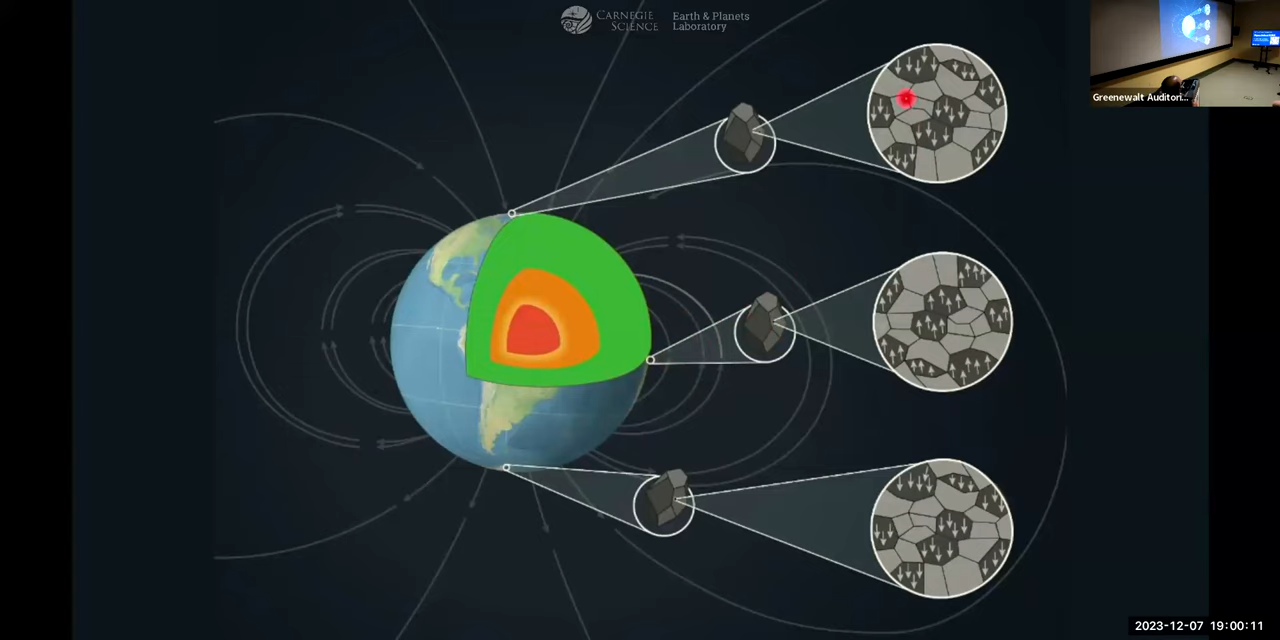 CARNEGIE
SCIENCE
Earth & Planets
Laboratory
Greenewalt Auditori...
2023-12-07 19:00:11